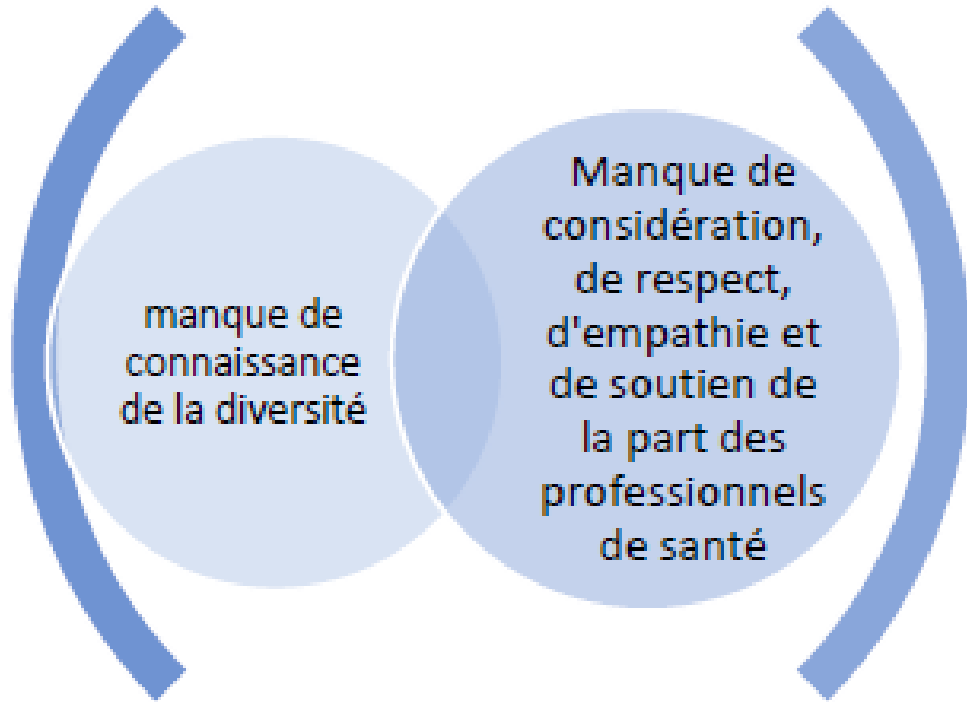 manque de
connaissance
de la diversité
Manque de
considération,
de respect,
d'empathie et
de soutien de
la part des
professionnels
de santé